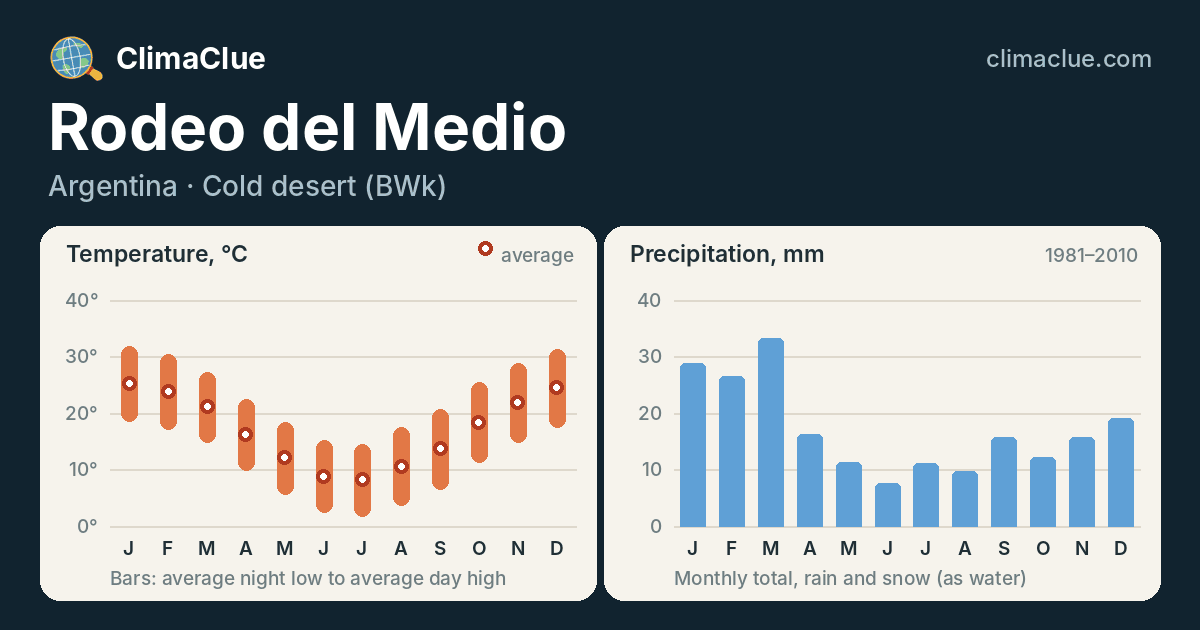 ClimaClue
climaclue.com
Rodeo del Medio
Argentina · Cold desert (BWk)
Temperature, °C
average
40°
30°
20°
10°
0°
J F M A M J J A S O N D
Bars: average night low to average day high
Precipitation, mm
1981–2010
40
30
20
10
0
J F M A M J J A S O N D
Monthly total, rain and snow (as water)